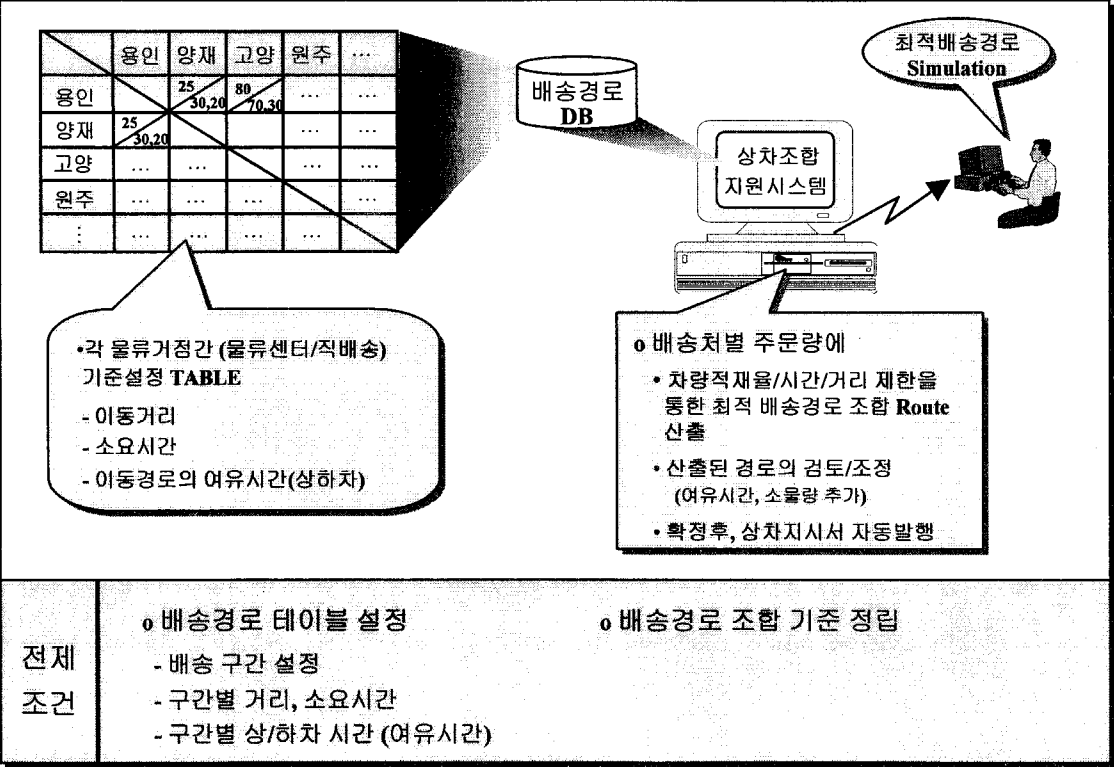 용인 양재 고양 원주 ...
용인 25 30,20 80 70,30 ... ...
양재 25 30,20 ... ...
고양 ... ... ...
원주 ... ... ... ...
⋮ ... ... ... ...
배송경로
DB
최적배송경로
Simulation
상차조합
지원시스템
•각 물류거점간 (물류센터/직배송)
기준설정 TABLE
- 이동거리
- 소요시간
- 이동경로의 여유시간(상하차)
o 배송처별 주문량에
• 차량적재율/시간/거리 제한을
통한 최적 배송경로 조합 Route
산출
• 산출된 경로의 검토/조정
(여유시간, 소물량 추가)
• 확정후, 상차지시서 자동발행
전제
조건
o 배송경로 테이블 설정
- 배송 구간 설정
- 구간별 거리, 소요시간
- 구간별 상/하차 시간 (여유시간)
o 배송경로 조합 기준 정립